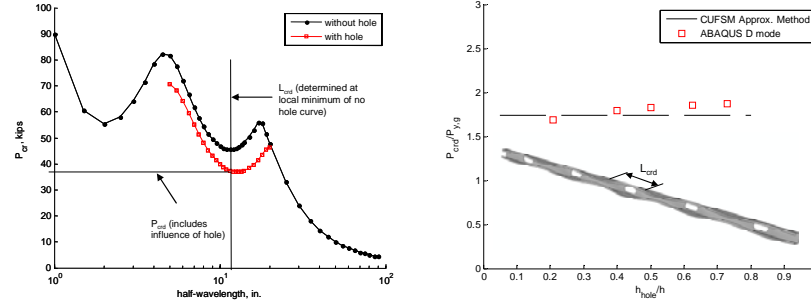 100
90
80
70
60
50
40
30
20
10
0
P_cr, kips
10^0
10^1
10^2
half-wavelength, in.
without hole
with hole
L_crd (determined at
local minimum of no
hole curve)
P_crd (includes
influence of hole)
3
2.5
2
1.5
1
0.5
0
P_crd/P_y,g
0.1 0.2 0.3 0.4 0.5 0.6 0.7 0.8 0.9
h_hole/h
CUFSM Approx. Method
ABAQUS D mode
L_crd